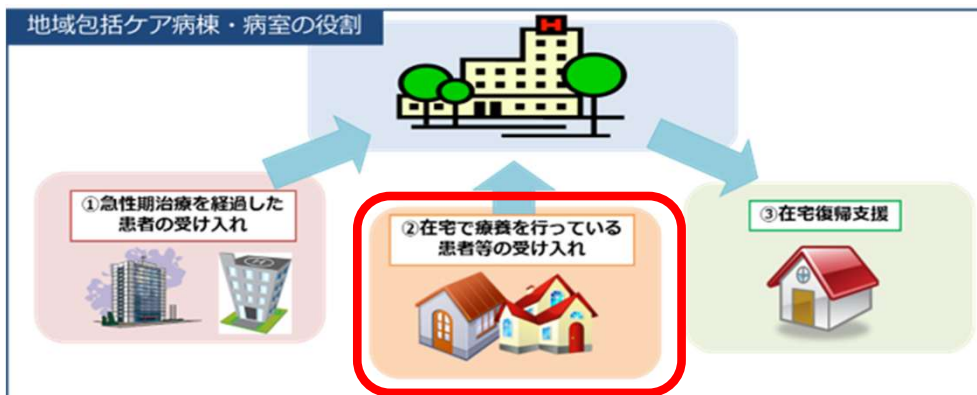 地域包括ケア病棟・病室の役割
H
①急性期治療を経過した
患者の受け入れ
②在宅で療養を行っている
患者等の受け入れ
③在宅復帰支援